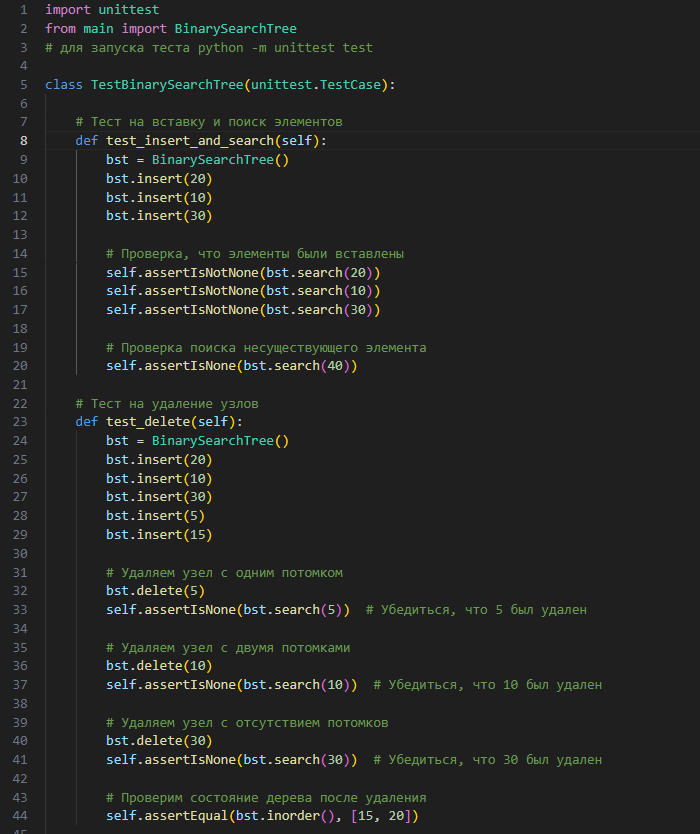 1 import unittest
2 from main import BinarySearchTree
3 # для запуска теста python -m unittest test
4
5 class TestBinarySearchTree(unittest.TestCase):
6
7     # Тест на вставку и поиск элементов
8     def test_insert_and_search(self):
9         bst = BinarySearchTree()
10         bst.insert(20)
11         bst.insert(10)
12         bst.insert(30)
13
14         # Проверка, что элементы были вставлены
15         self.assertIsNotNone(bst.search(20))
16         self.assertIsNotNone(bst.search(10))
17         self.assertIsNotNone(bst.search(30))
18
19         # Проверка поиска несуществующего элемента
20         self.assertIsNone(bst.search(40))
21
22     # Тест на удаление узлов
23     def test_delete(self):
24         bst = BinarySearchTree()
25         bst.insert(20)
26         bst.insert(10)
27         bst.insert(30)
28         bst.insert(5)
29         bst.insert(15)
30
31         # Удаляем узел с одним потомком
32         bst.delete(5)
33         self.assertIsNone(bst.search(5))  # Убедиться, что 5 был удален
34
35         # Удаляем узел с двумя потомками
36         bst.delete(10)
37         self.assertIsNone(bst.search(10))  # Убедиться, что 10 был удален
38
39         # Удаляем узел с отсутствием потомков
40         bst.delete(30)
41         self.assertIsNone(bst.search(30))  # Убедиться, что 30 был удален
42
43         # Проверим состояние дерева после удаления
44         self.assertEqual(bst.inorder(), [15, 20])